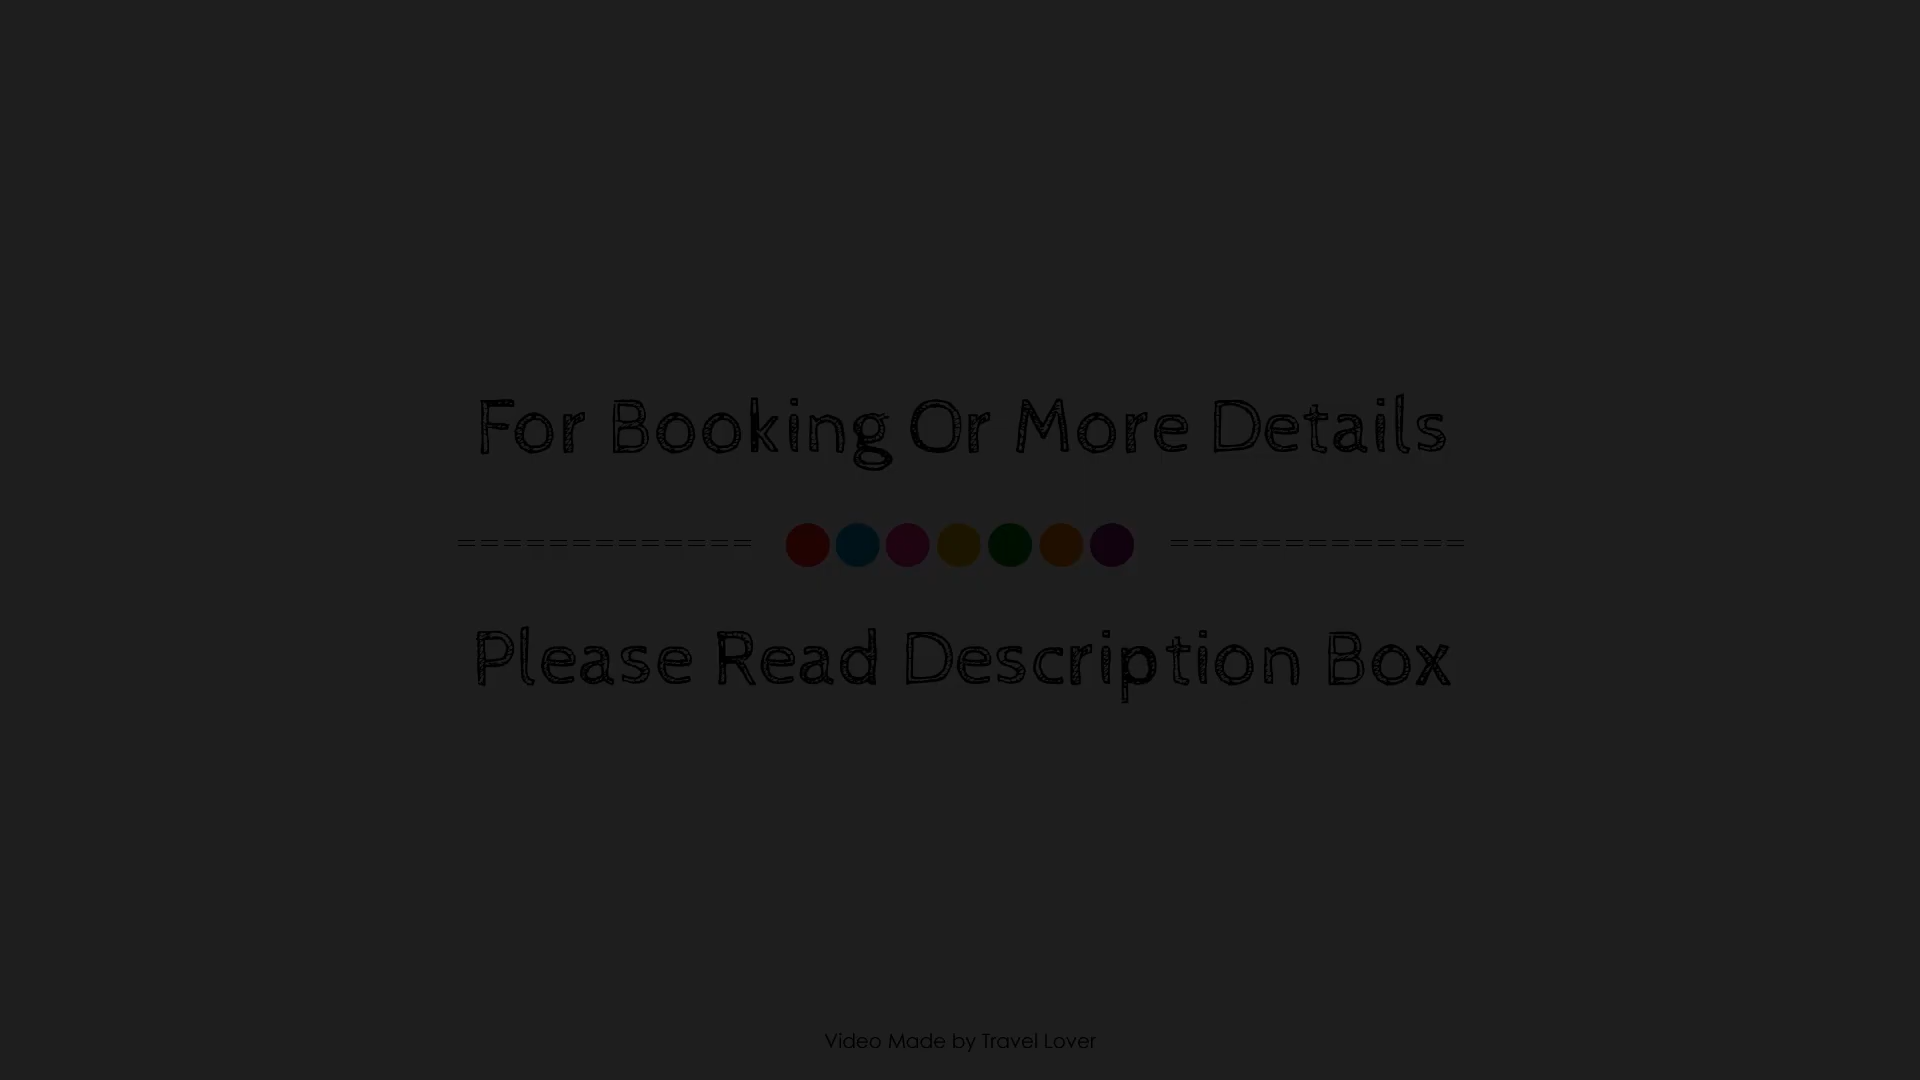 For Booking Or More Details
============= =============
Please Read Description Box
Video Made by Travel Lover